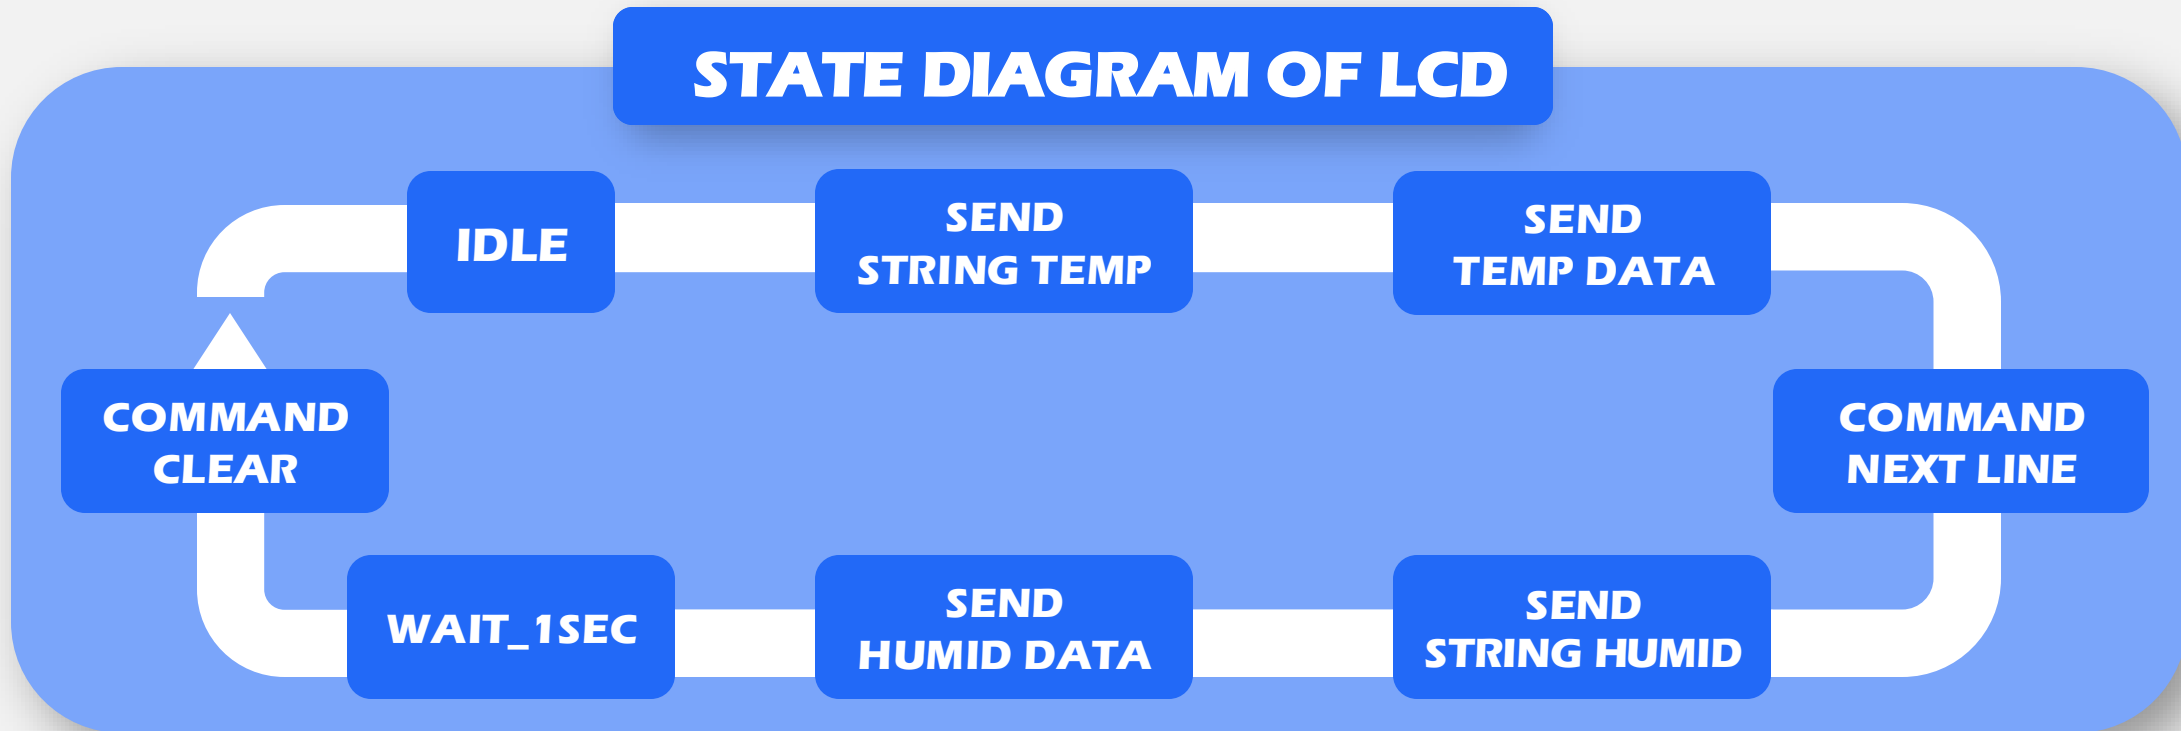 STATE DIAGRAM OF LCD
IDLE
SEND
STRING TEMP
SEND
TEMP DATA
COMMAND
NEXT LINE
SEND
STRING HUMID
SEND
HUMID DATA
WAIT_1SEC
COMMAND
CLEAR